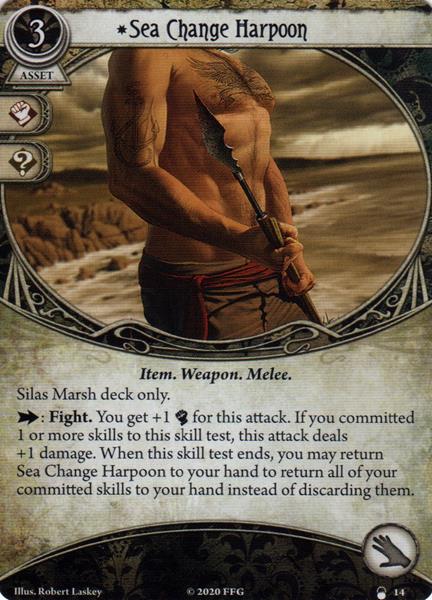 3
ASSET
*Sea Change Harpoon
?
Item. Weapon. Melee.
Silas Marsh deck only.
: Fight. You get +1 for this attack. If you committed
1 or more skills to this skill test, this attack deals
+1 damage. When this skill test ends, you may return
Sea Change Harpoon to your hand to return all of your
committed skills to your hand instead of discarding them.
Illus. Robert Laskey
© 2020 FFG
14